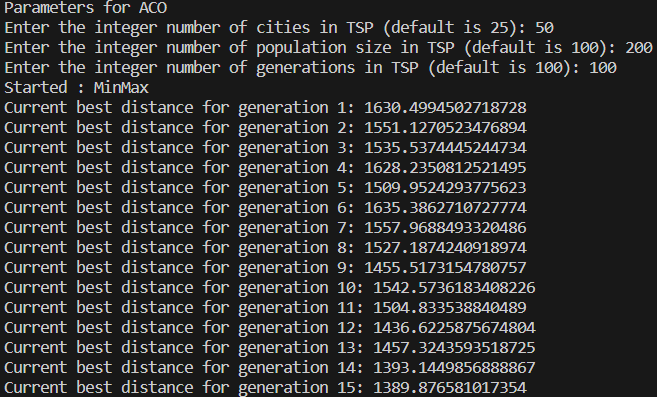 Parameters for ACO
Enter the integer number of cities in TSP (default is 25): 50
Enter the integer number of population size in TSP (default is 100): 200
Enter the integer number of generations in TSP (default is 100): 100
Started : MinMax
Current best distance for generation 1: 1630.4994502718728
Current best distance for generation 2: 1551.1270523476894
Current best distance for generation 3: 1535.5374445244734
Current best distance for generation 4: 1628.2350812521495
Current best distance for generation 5: 1509.9524293775623
Current best distance for generation 6: 1635.3862710727774
Current best distance for generation 7: 1557.9688493320486
Current best distance for generation 8: 1527.1874240918974
Current best distance for generation 9: 1455.5173154780757
Current best distance for generation 10: 1542.5736183408226
Current best distance for generation 11: 1504.833538840489
Current best distance for generation 12: 1436.6225875674804
Current best distance for generation 13: 1457.3243593518725
Current best distance for generation 14: 1393.1449856888867
Current best distance for generation 15: 1389.876581017354